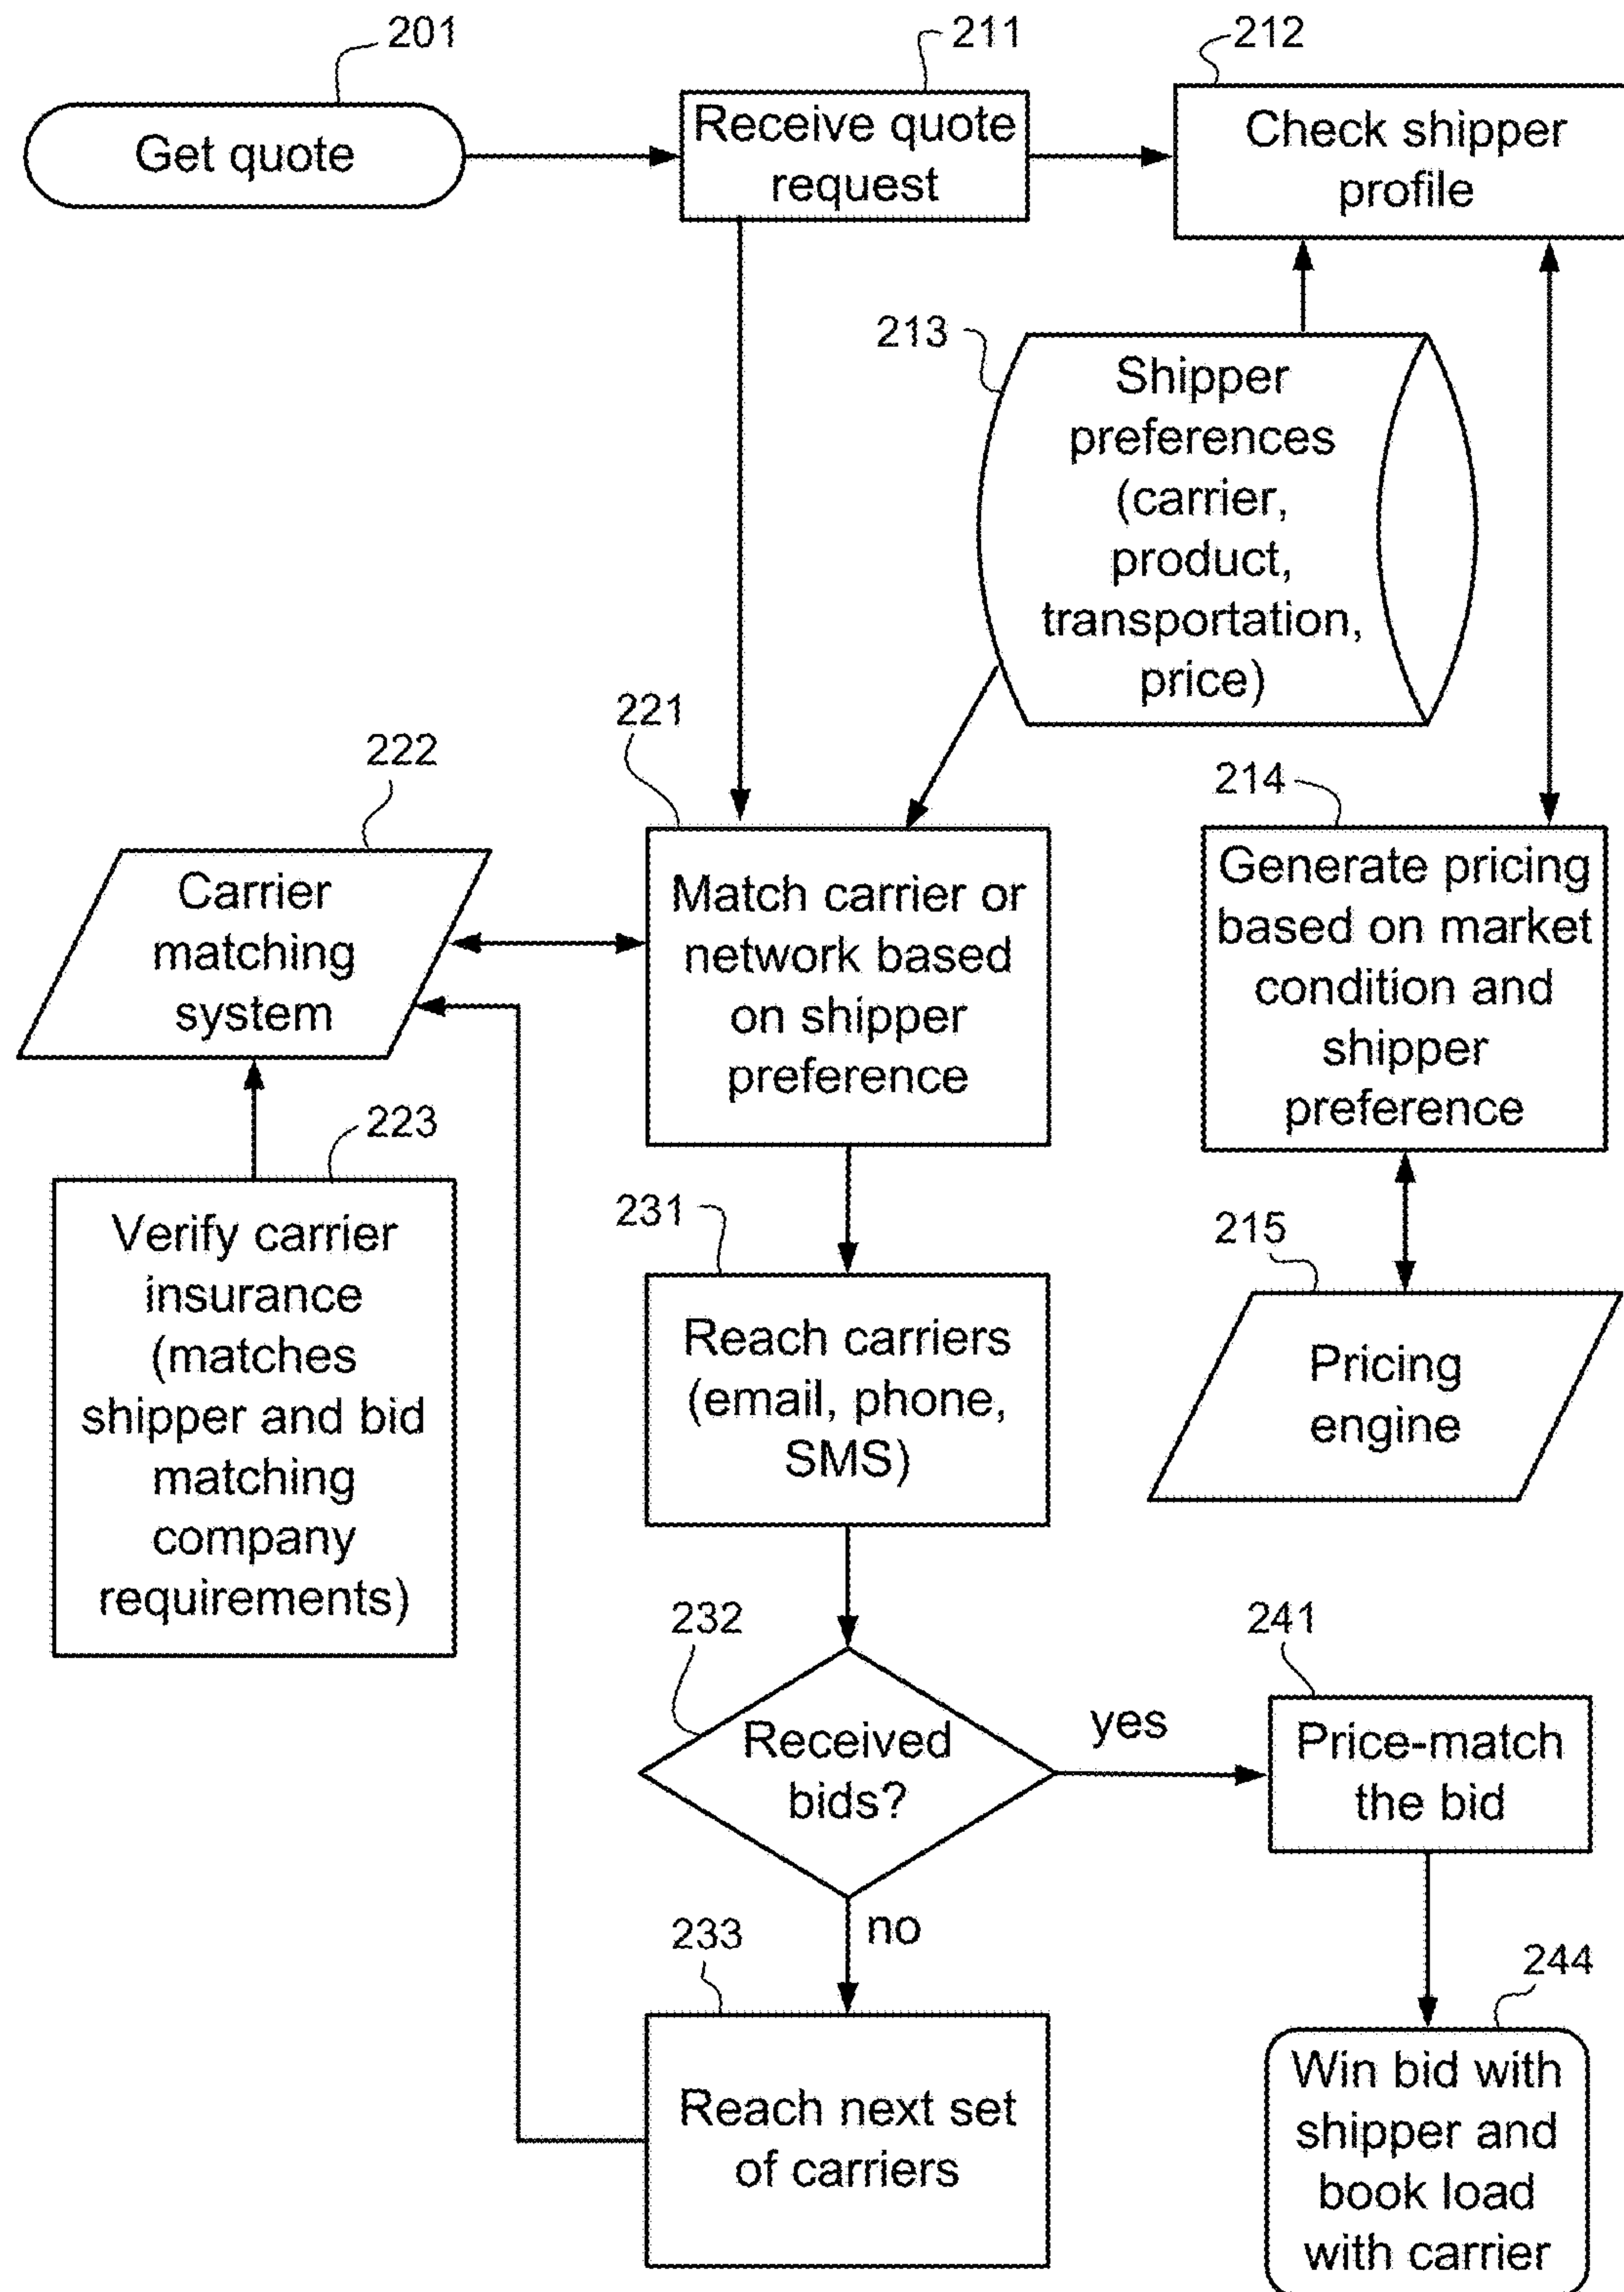 201
Get quote
211
Receive quote
request
212
Check shipper
profile
213
Shipper
preferences
(carrier,
product,
transportation,
price)
221
Match carrier or
network based
on shipper
preference
222
Carrier
matching
system
214
Generate pricing
based on market
condition and
shipper
preference
223
Verify carrier
insurance
(matches
shipper and bid
matching
company
requirements)
231
Reach carriers
(email, phone,
SMS)
215
Pricing
engine
232
Received
bids?
yes
no
241
Price-match
the bid
233
Reach next set
of carriers
244
Win bid with
shipper and
book load
with carrier